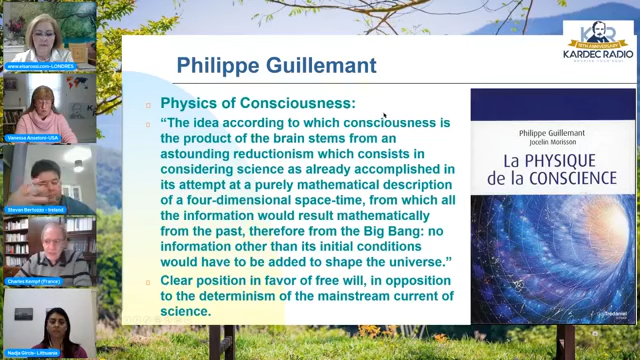 www.elsarossi.com-LONDRES
Vanessa Anseloni-USA
Stevan Bertozzo - Ireland
Charles Kempf (France)
Nadja Gircia- Lithuania
KARDEC RADIO
Philippe Guillemant
Physics of Consciousness:
“The idea according to which consciousness is
the product of the brain stems from an
astounding reductionism which consists in
considering science as already accomplished in
its attempt at a purely mathematical description
of a four-dimensional space-time, from which all
the information would result mathematically
from the past, therefore from the Big Bang: no
information other than its initial conditions
would have to be added to shape the universe.”
Clear position in favor of free will, in opposition
to the determinism of the mainstream current of
science.
Philippe Guillemant
Jocelin Morisson
LA PHYSIQUE
de la CONSCIENCE